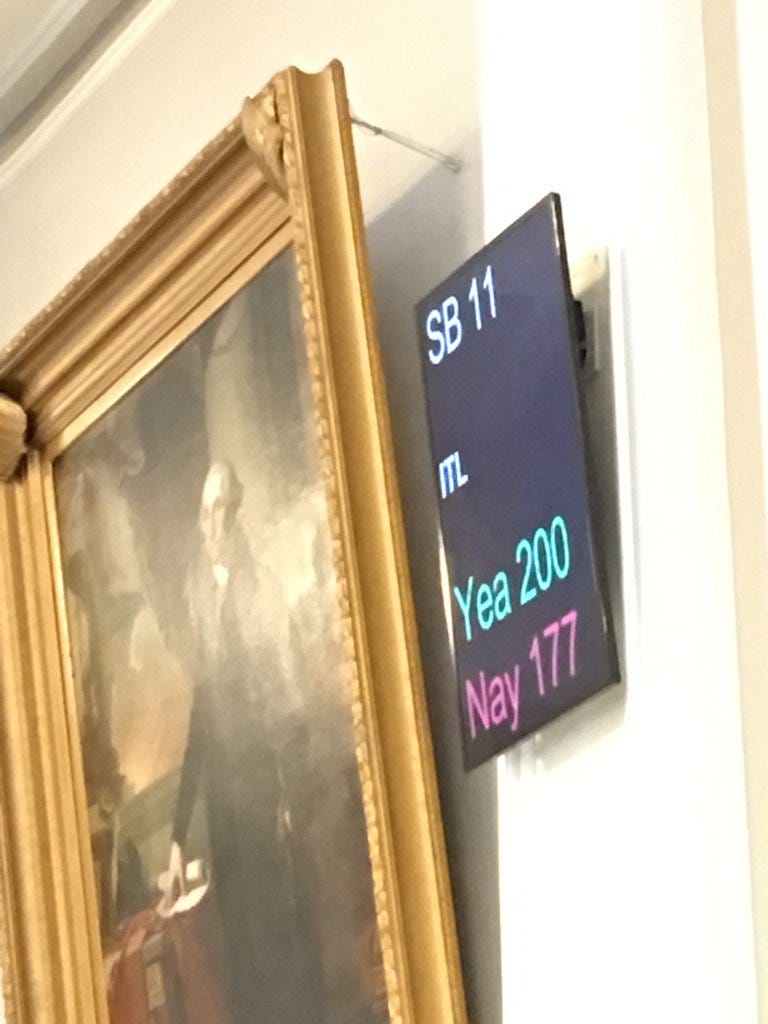 SB 11
ITL
Yea 200
Nay 177